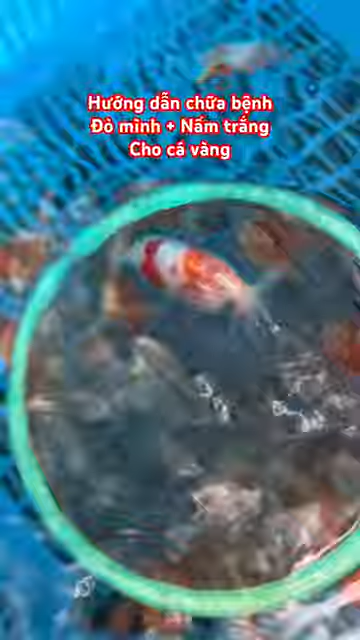 Hướng dẫn chữa bệnh
Đỏ mình + Nấm trắng
Cho cá vàng